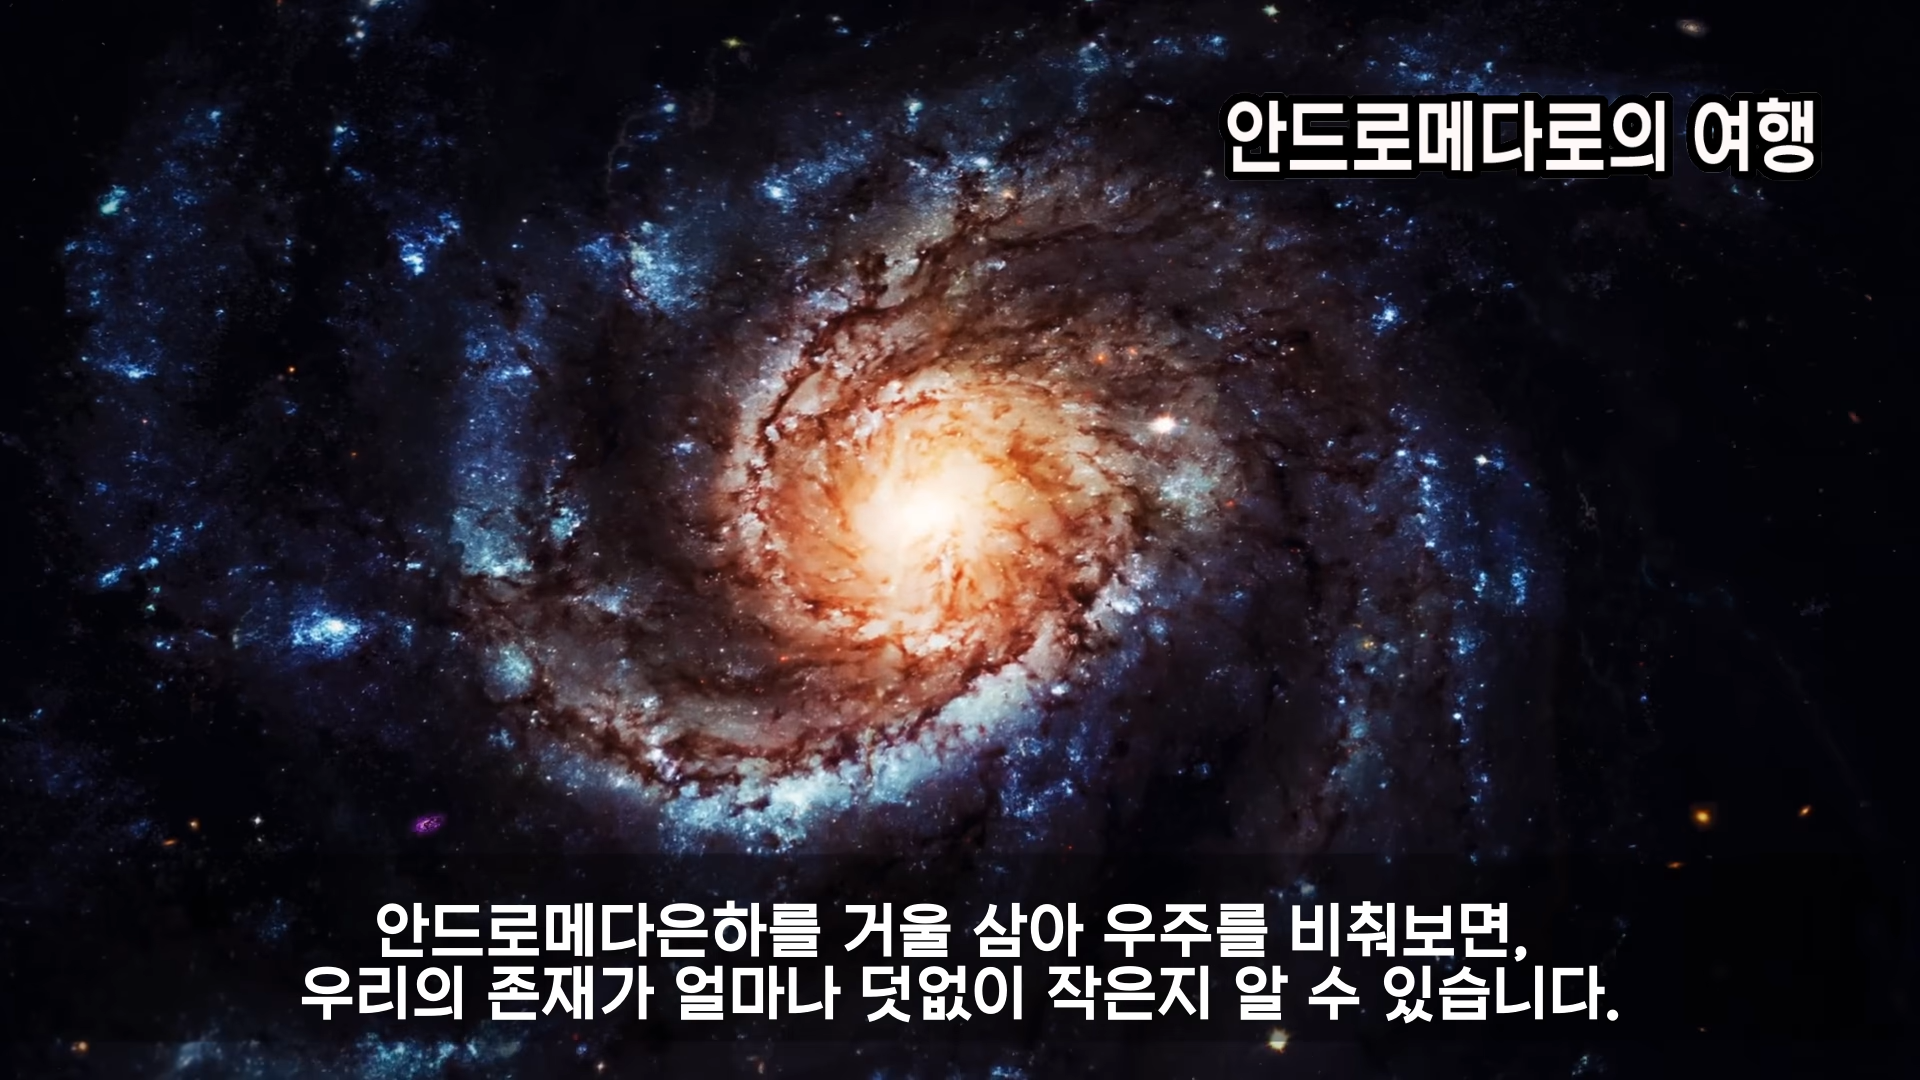 안드로메다로의 여행
안드로메다은하를 거울 삼아 우주를 비춰보면,
우리의 존재가 얼마나 덧없이 작은지 알 수 있습니다.